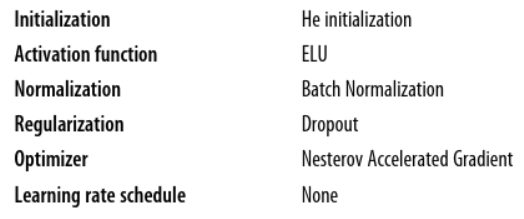 Initialization He initialization
Activation function ELU
Normalization Batch Normalization
Regularization Dropout
Optimizer Nesterov Accelerated Gradient
Learning rate schedule None